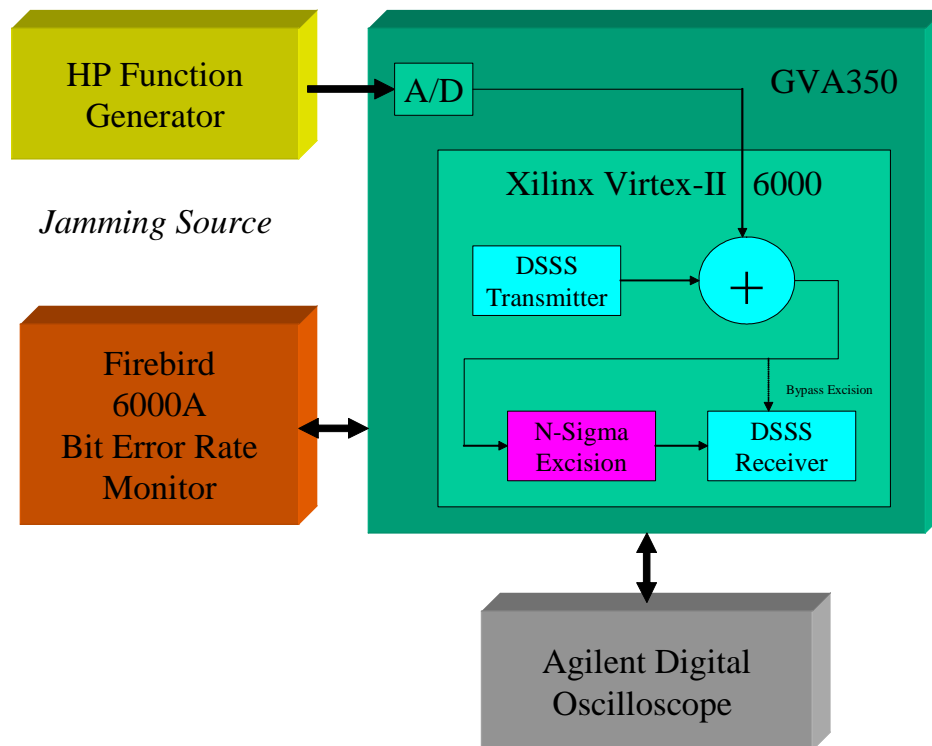 HP Function
Generator
A/D
GVA350
Xilinx Virtex-II 6000
Jamming Source
DSSS
Transmitter
+
Firebird
6000A
Bit Error Rate
Monitor
Bypass Excision
N-Sigma
Excision
DSSS
Receiver
Agilent Digital
Oscilloscope